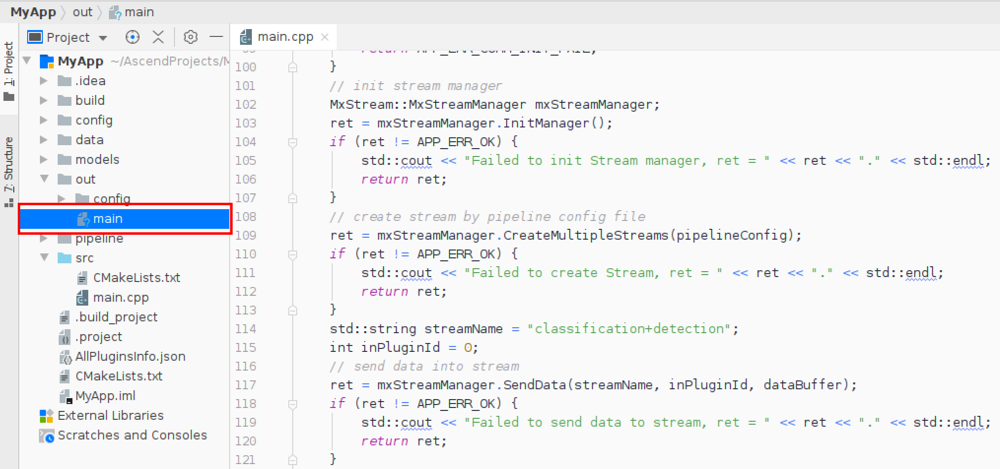 MyApp out main
1: Project
7: Structure
Project
MyApp ~/AscendProjects/M
.idea
build
config
data
models
out
config
main
pipeline
src
CMakeLists.txt
main.cpp
.build_project
.project
AllPluginsInfo.json
CMakeLists.txt
MyApp.iml
External Libraries
Scratches and Consoles
main.cpp
100 }
101 // init stream manager
102 MxStream::MxStreamManager mxStreamManager;
103 ret = mxStreamManager.InitManager();
104 if (ret != APP_ERR_OK) {
105 std::cout << "Failed to init Stream manager, ret = " << ret << "." << std::endl;
106 return ret;
107 }
108 // create stream by pipeline config file
109 ret = mxStreamManager.CreateMultipleStreams(pipelineConfig);
110 if (ret != APP_ERR_OK) {
111 std::cout << "Failed to create Stream, ret = " << ret << "." << std::endl;
112 return ret;
113 }
114 std::string streamName = "classification+detection";
115 int inPluginId = 0;
116 // send data into stream
117 ret = mxStreamManager.SendData(streamName, inPluginId, dataBuffer);
118 if (ret != APP_ERR_OK) {
119 std::cout << "Failed to send data to stream, ret = " << ret << "." << std::endl;
120 return ret;
121 }